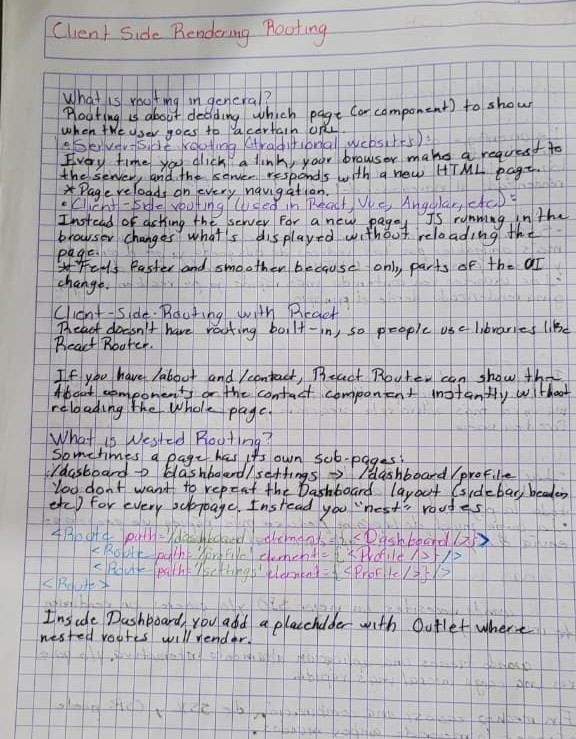 Client Side Rendering Routing
What is routing in general?
Routing is about deciding which page (or component) to show
when the user goes to a certain URL.
• Server-Side routing (traditional websites):
Every time you click a link, your browser makes a request to
the server, and the server responds with a new HTML page.
* Page reloads on every navigation.
• Client-Side routing (used in React, Vue, Angular, etc):
Instead of asking the server for a new page, JS running in the
browser changes what's displayed without reloading the
page.
* Feels faster and smoother because only parts of the UI
change.
Client-Side Routing with React
React doesn't have routing built-in, so people use libraries like
React Router.
If you have /about and /contact, React Router can show the
About components or the contact component instantly without
reloading the whole page.
What is Nested Routing?
Sometimes a page has its own sub-pages:
/dasboard → dashboard/settings → /dashboard/profile
You dont want to repeat the Dashboard layout (sidebar, header,
etc) for every subpage. Instead you "nest" routes
<Route path="/dashboard" element={<Dashboard/>}>
<Route path="/profile" element={<Profile/>}/>
<Route path="/settings" element={<Profile/>}/>
<Route>
Inside Dashboard, you add a placeholder with Outlet where
nested routes will render.